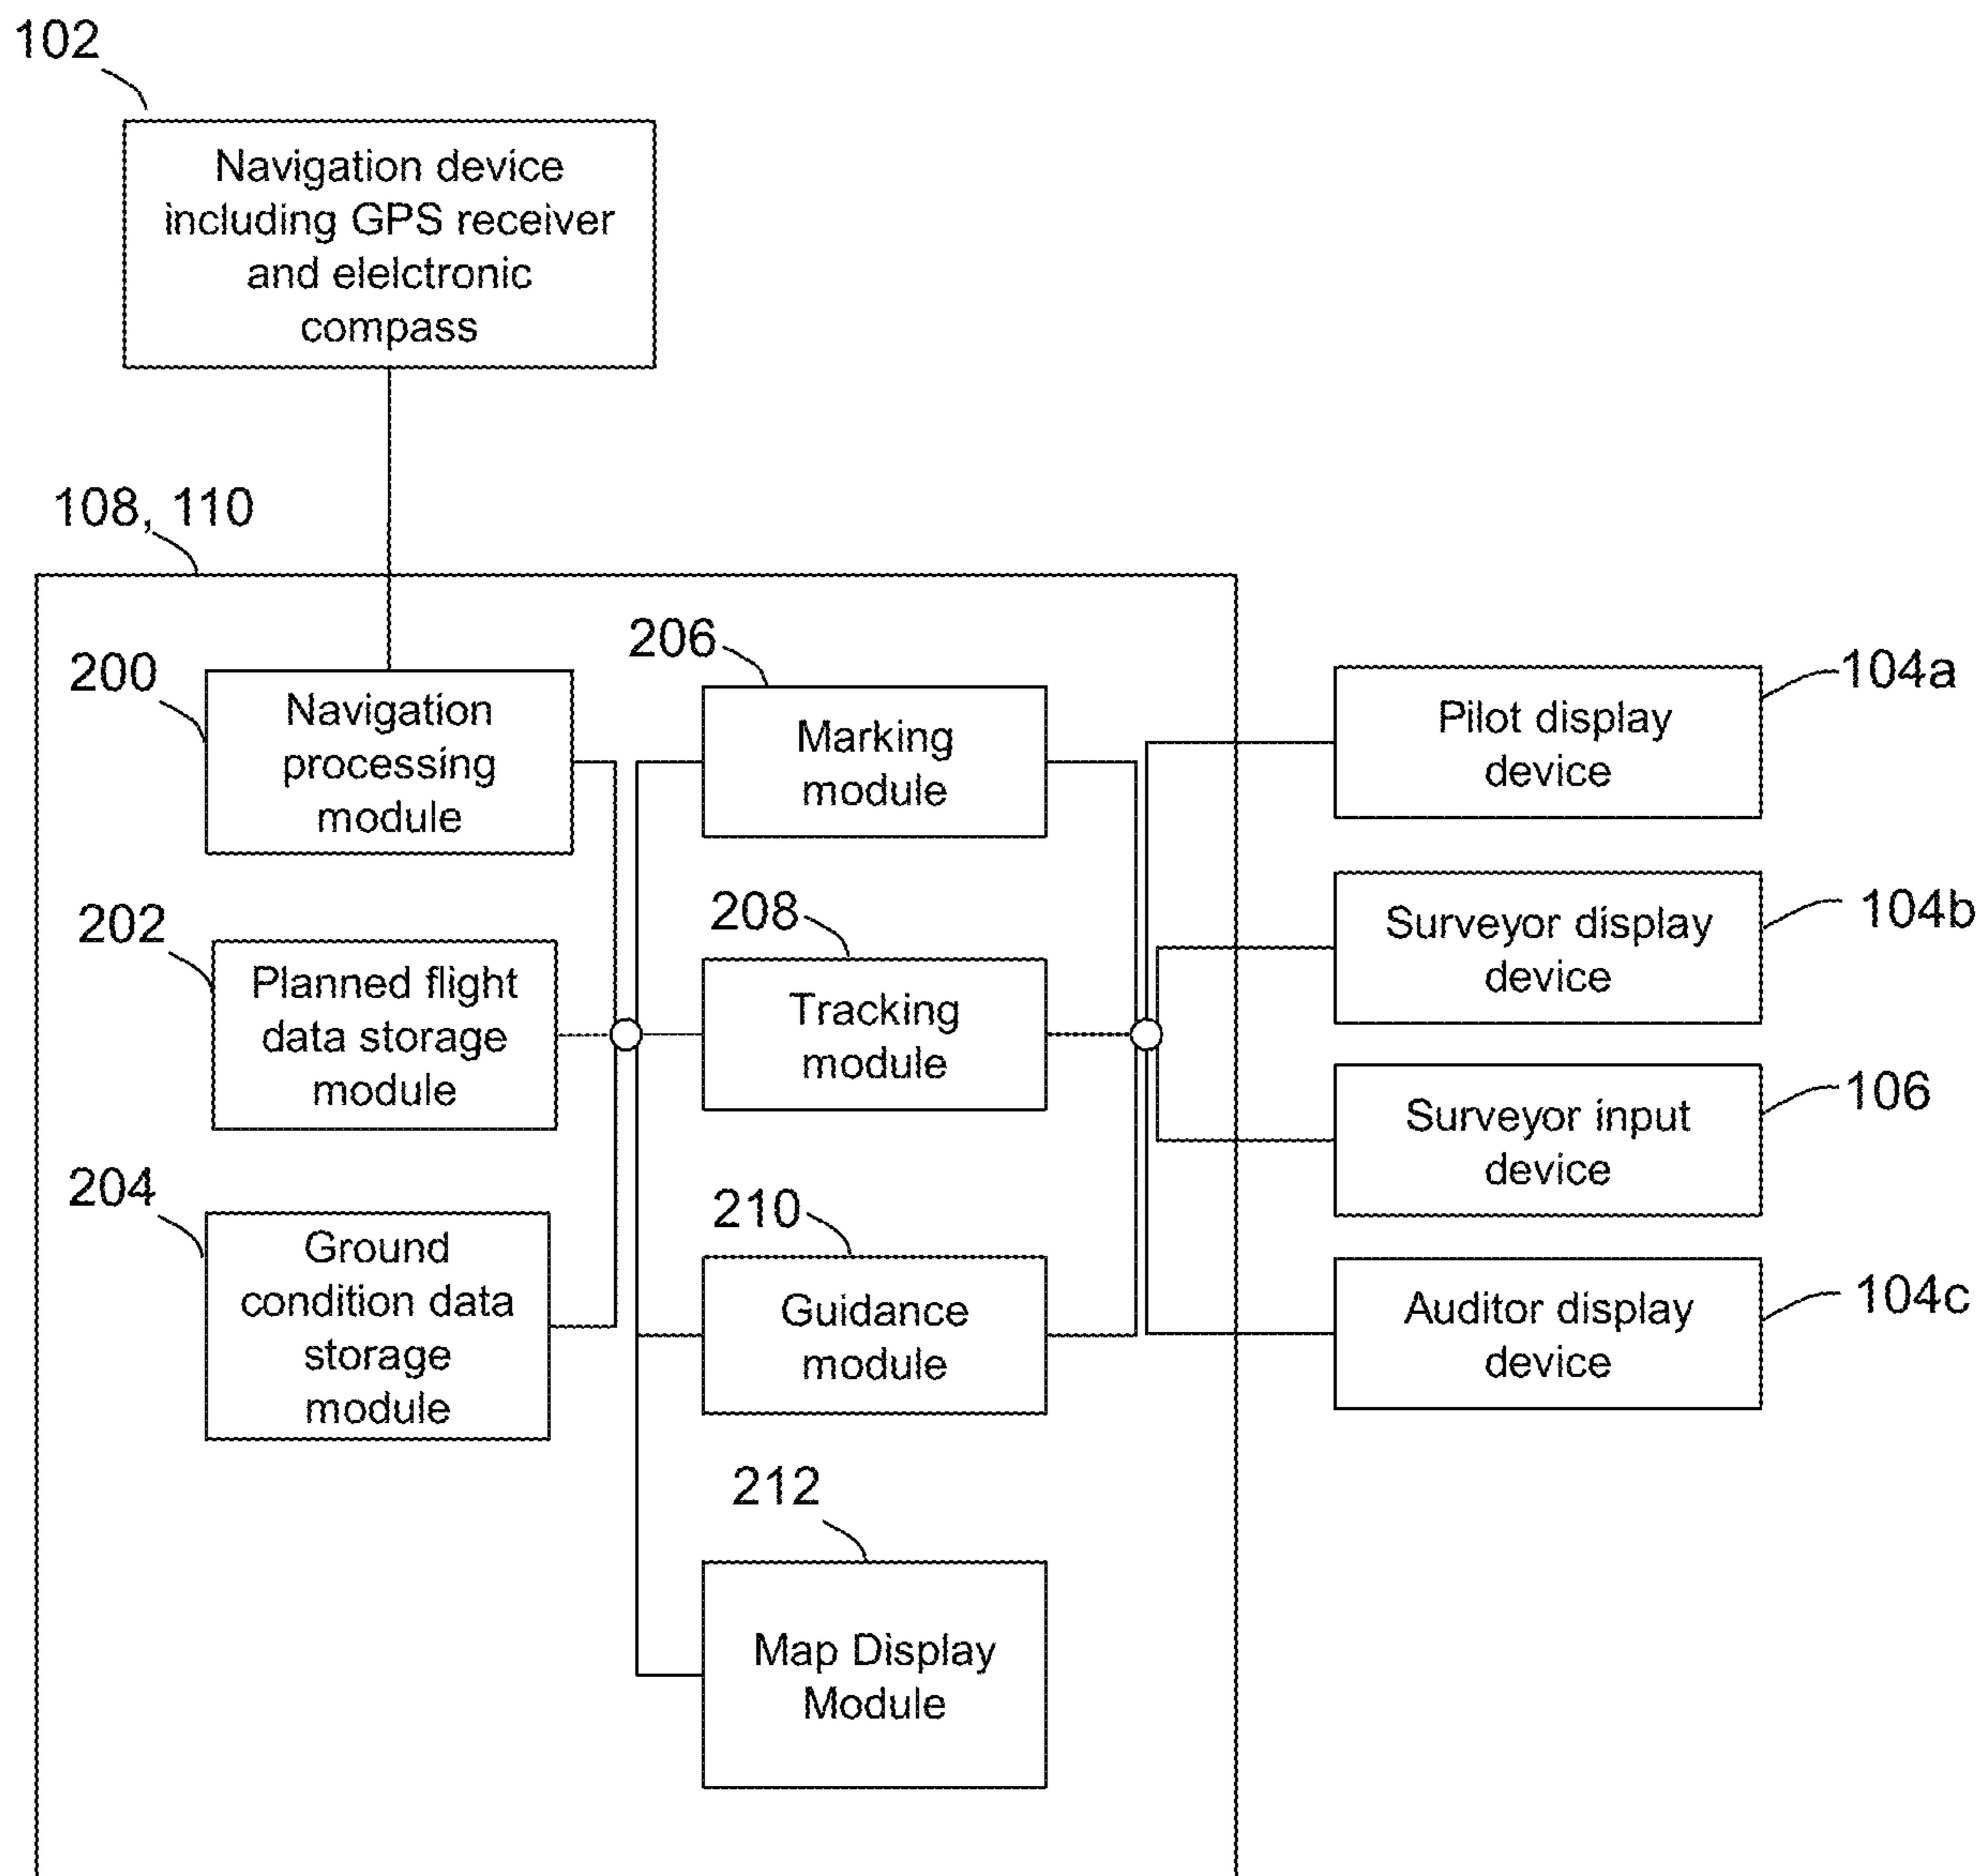 102
Navigation device
including GPS receiver
and elelctronic
compass
108, 110
200
Navigation
processing
module
206
Marking
module
104a
Pilot display
device
202
Planned flight
data storage
module
208
Tracking
module
104b
Surveyor display
device
106
Surveyor input
device
204
Ground
condition data
storage
module
210
Guidance
module
104c
Auditor display
device
212
Map Display
Module